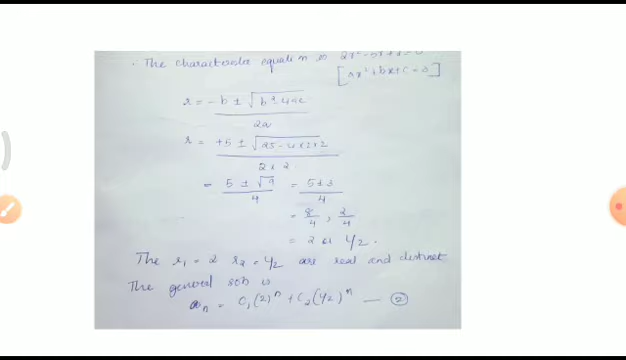 . The characteristic equation is 2r² - 5r + 2 = 0
[ax² + bx + c = 0]
r = -b ± √b² ± 4ac
2a
r = +5 ± √25 - 4×2×2
2×2
= 5 ± √9 = 5 ± 3
4 4
= 8/4 , 2/4
= 2 or 1/2.
The r₁ = 2 r₂ = 1/2 are real and distinct
The general soln is
aₙ = C₁(2)ⁿ + C₂(1/2)ⁿ — ②